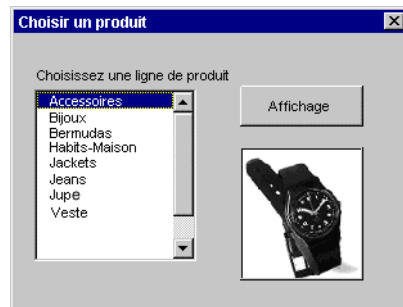 Choisir un produit
Choisissez une ligne de produit
Accessoires
Bijoux
Bermudas
Habits-Maison
Jackets
Jeans
Jupe
Veste
Affichage